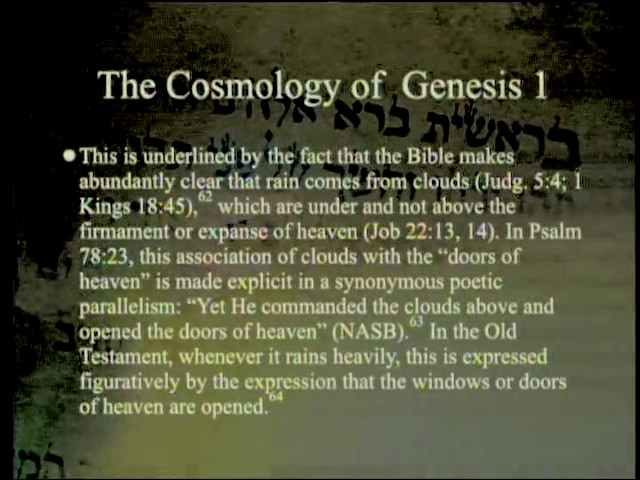 The Cosmology of Genesis 1
בראשית ברא אלהים
This is underlined by the fact that the Bible makes
abundantly clear that rain comes from clouds (Judg. 5:4; 1
Kings 18:45),62 which are under and not above the
firmament or expanse of heaven (Job 22:13, 14). In Psalm
78:23, this association of clouds with the “doors of
heaven” is made explicit in a synonymous poetic
parallelism: “Yet He commanded the clouds above and
opened the doors of heaven” (NASB).63 In the Old
Testament, whenever it rains heavily, this is expressed
figuratively by the expression that the windows or doors
of heaven are opened.64